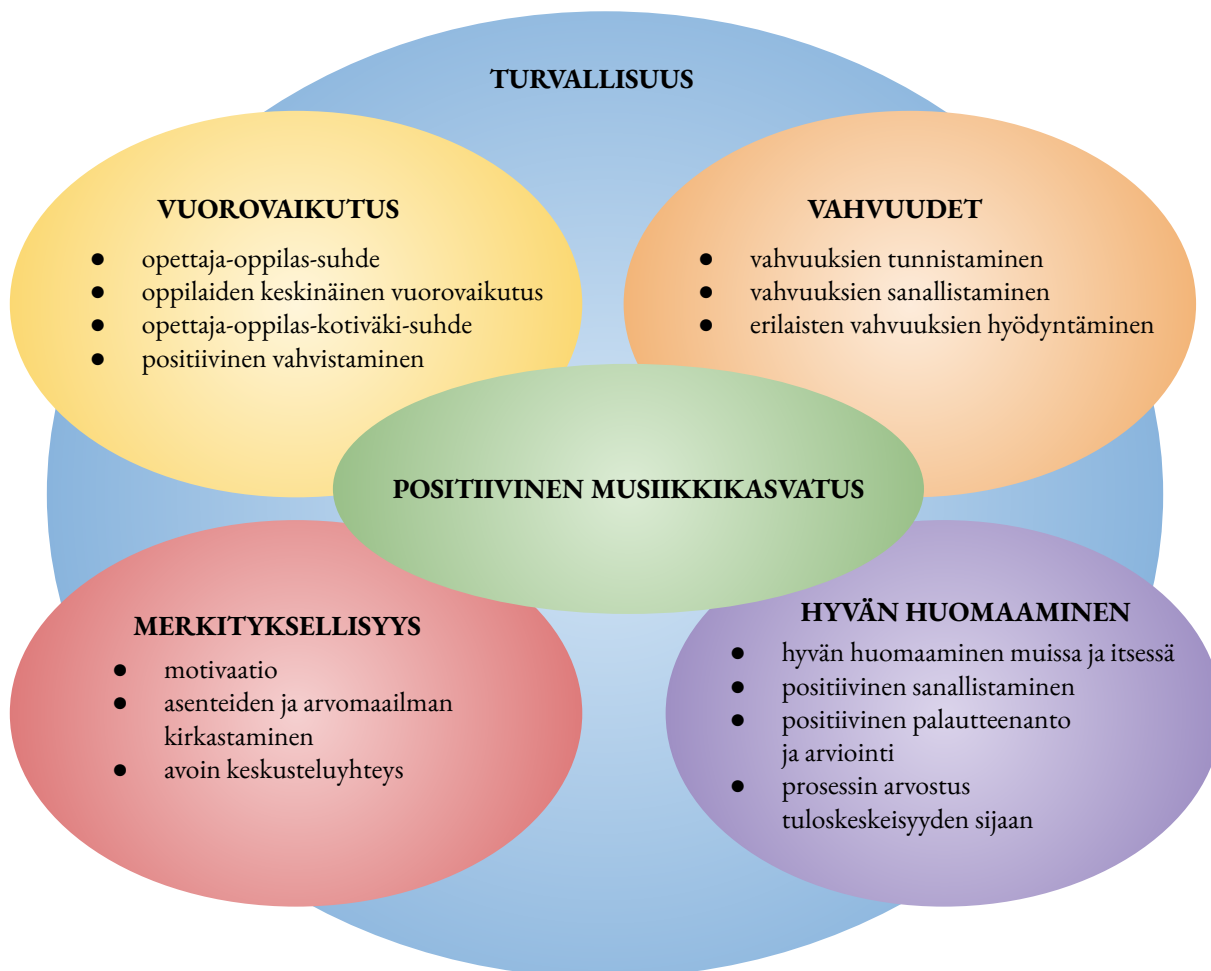 TURVALLISUUS
VUOROVAIKUTUS
● opettaja-oppilas-suhde
● oppilaiden keskinäinen vuorovaikutus
● opettaja-oppilas-kotiväki-suhde
● positiivinen vahvistaminen
VAHVUUDET
● vahvuuksien tunnistaminen
● vahvuuksien sanallistaminen
● erilaisten vahvuuksien hyödyntäminen
POSITIIVINEN MUSIIKKIKASVATUS
MERKITYKSELLISYYS
● motivaatio
● asenteiden ja arvomaailman
kirkastaminen
● avoin keskusteluyhteys
HYVÄN HUOMAAMINEN
● hyvän huomaaminen muissa ja itsessä
● positiivinen sanallistaminen
● positiivinen palautteenanto
ja arviointi
● prosessin arvostus
tuloskeskeisyyden sijaan